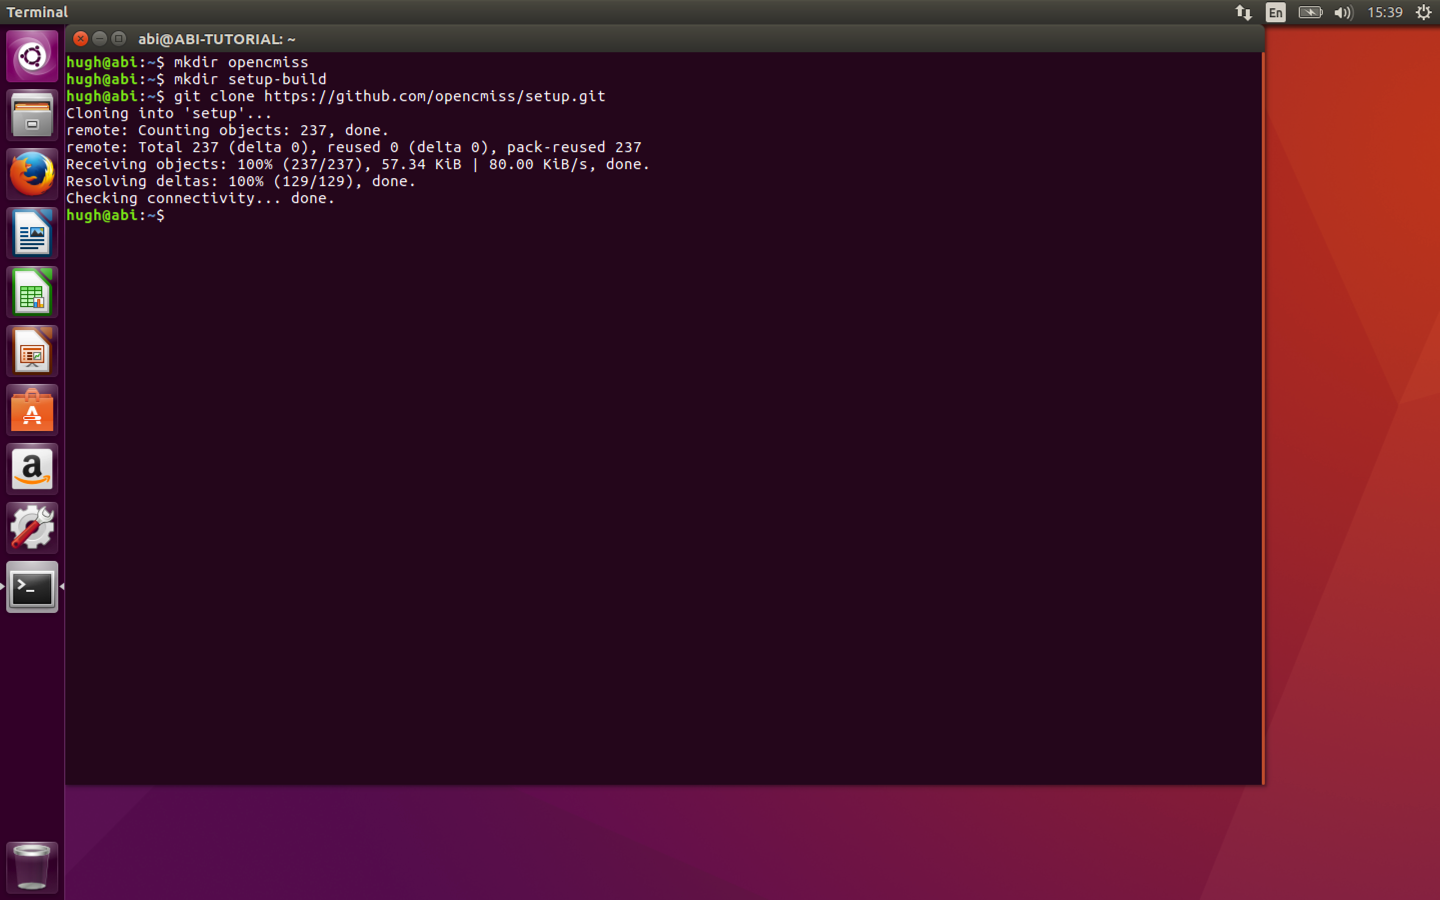 Terminal
En
15:39
abi@ABI-TUTORIAL: ~
hugh@abi:~$ mkdir opencmiss
hugh@abi:~$ mkdir setup-build
hugh@abi:~$ git clone https://github.com/opencmiss/setup.git
Cloning into 'setup'...
remote: Counting objects: 237, done.
remote: Total 237 (delta 0), reused 0 (delta 0), pack-reused 237
Receiving objects: 100% (237/237), 57.34 KiB | 80.00 KiB/s, done.
Resolving deltas: 100% (129/129), done.
Checking connectivity... done.
hugh@abi:~$